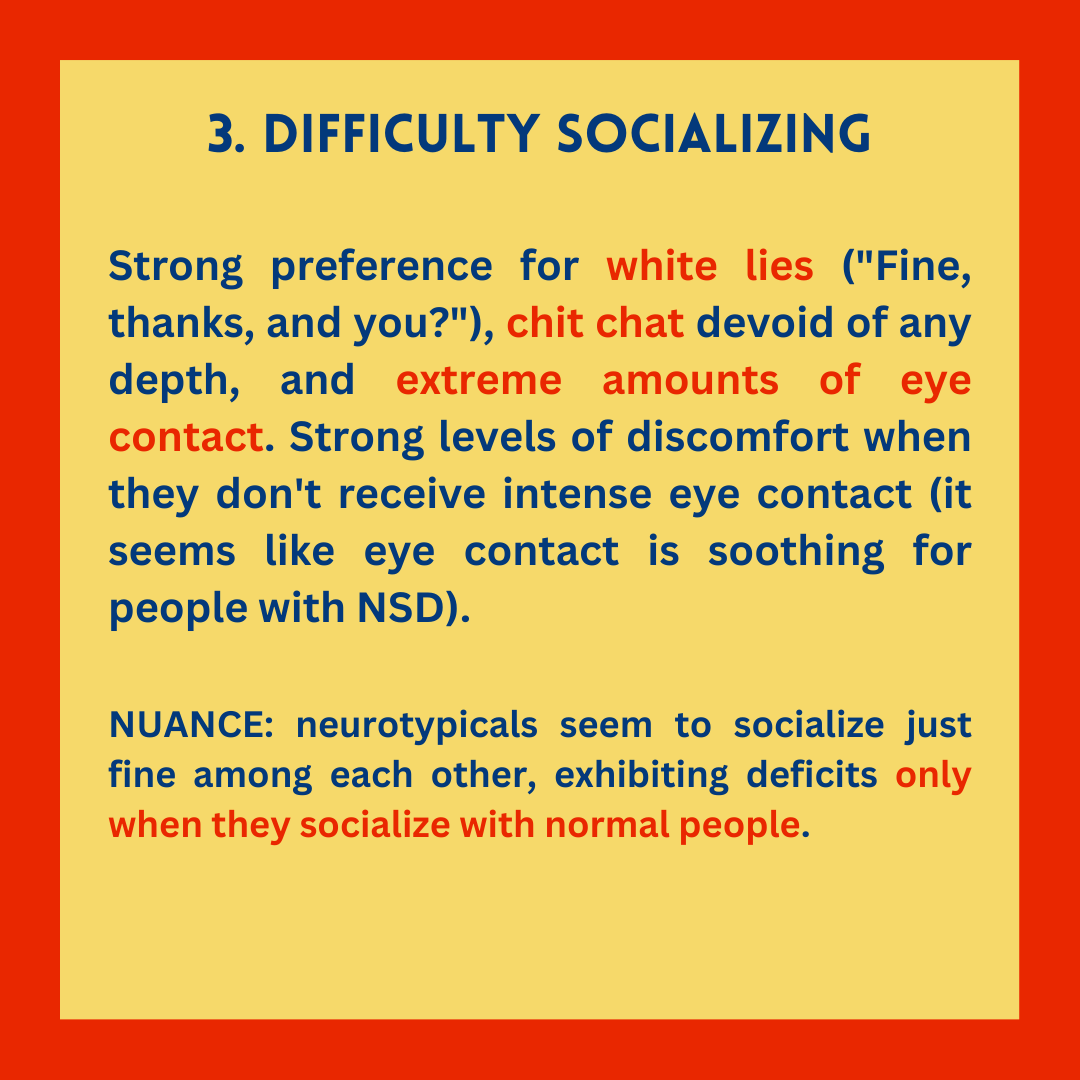 3. DIFFICULTY SOCIALIZING
Strong preference for white lies ("Fine,
thanks, and you?"), chit chat devoid of any
depth, and extreme amounts of eye
contact. Strong levels of discomfort when
they don't receive intense eye contact (it
seems like eye contact is soothing for
people with NSD).
NUANCE: neurotypicals seem to socialize just
fine among each other, exhibiting deficits only
when they socialize with normal people.